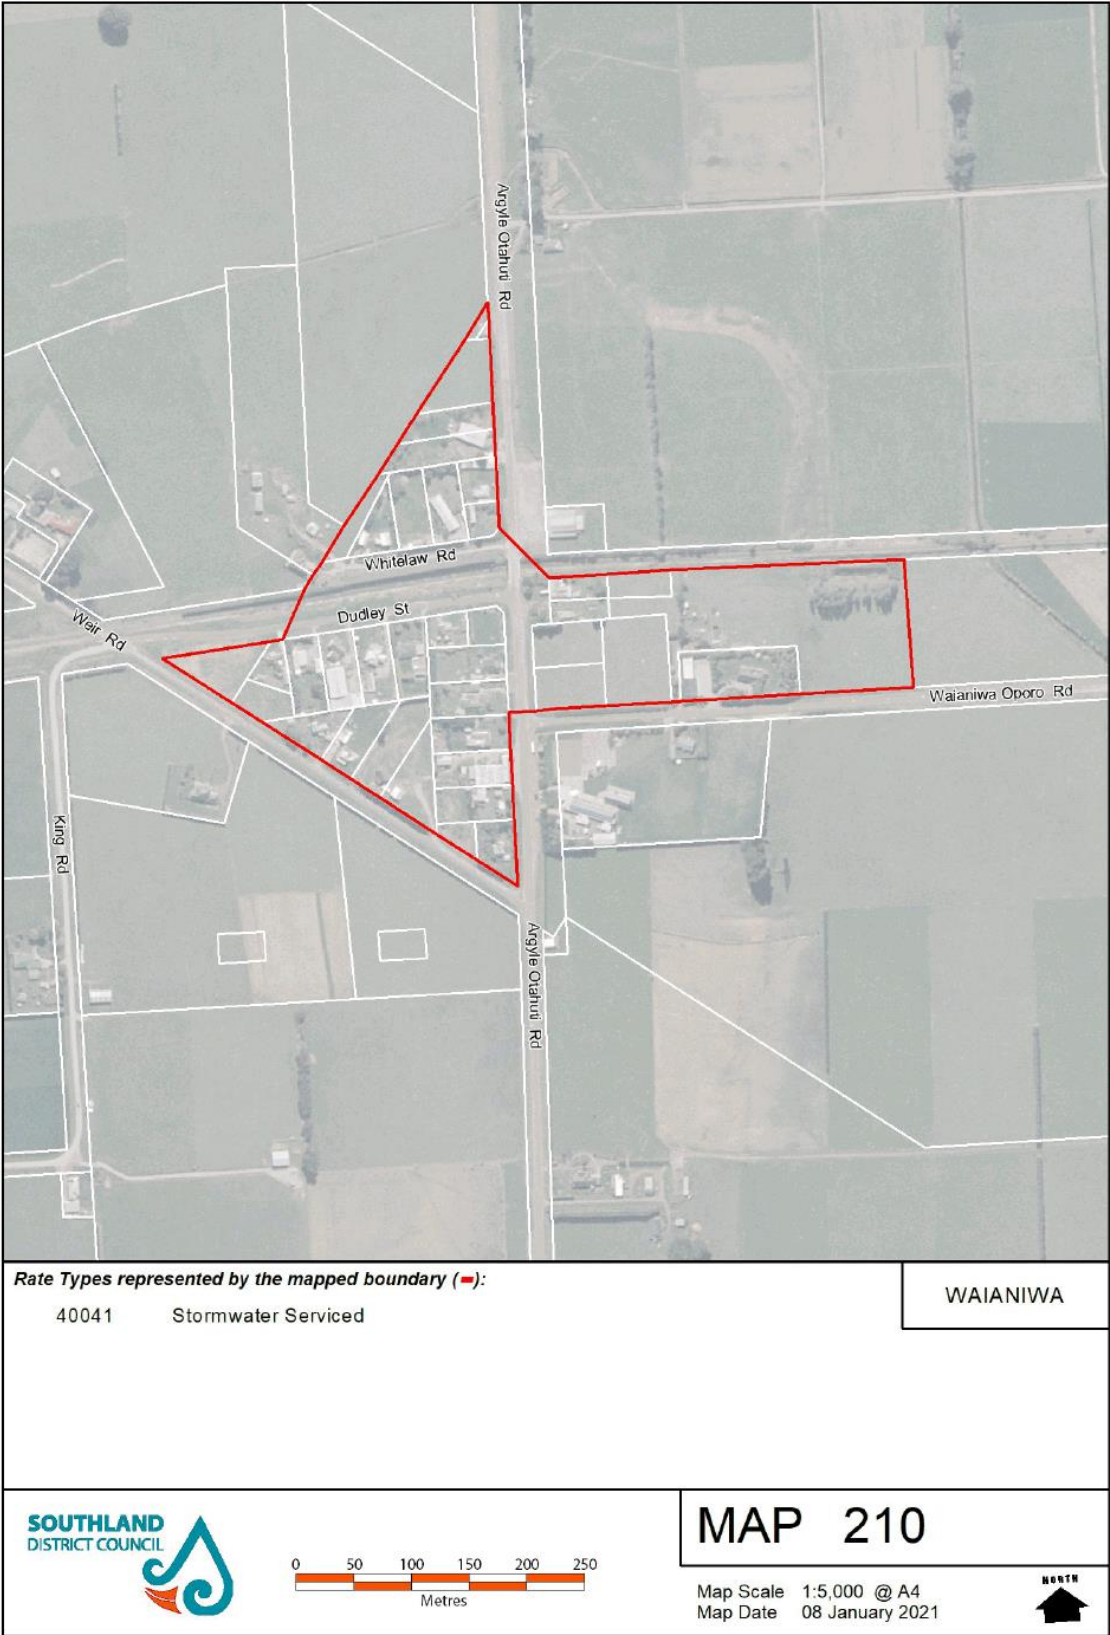 Argyle Otahuti Rd
Whitelaw Rd
Dudley St
Weir Rd
Waianiwa Oporo Rd
King Rd
Argyle Otahuti Rd
Rate Types represented by the mapped boundary (-):
40041 Stormwater Serviced
WAIANIWA
SOUTHLAND
DISTRICT COUNCIL
0 50 100 150 200 250
Metres
MAP 210
Map Scale 1:5,000 @ A4
Map Date 08 January 2021
NORTH